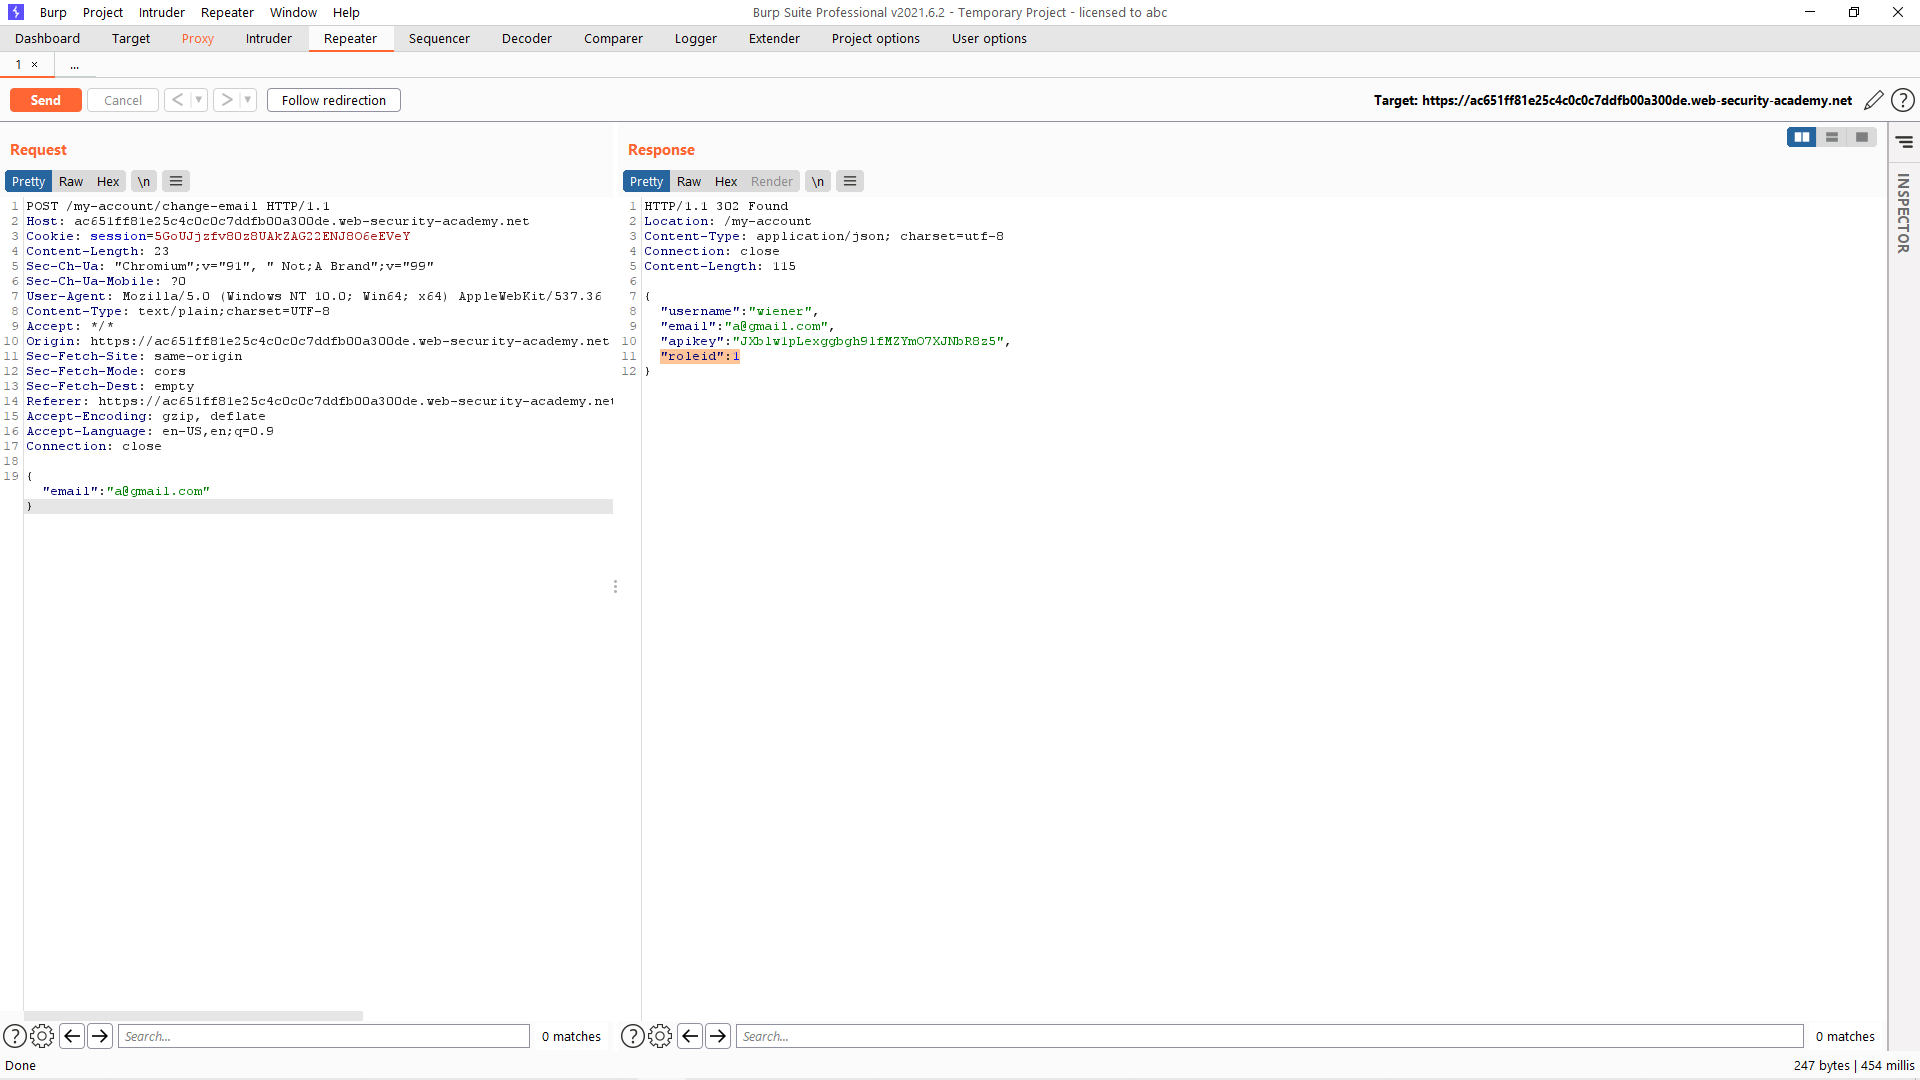 Burp Project Intruder Repeater Window Help
Burp Suite Professional v2021.6.2 - Temporary Project - licensed to abc
Dashboard Target Proxy Intruder Repeater Sequencer Decoder Comparer Logger Extender Project options User options
1 × ...
Send Cancel < > Follow redirection
Target: https://ac651ff81e25c4c0c0c7ddfb00a300de.web-security-academy.net
Request
Pretty Raw Hex \n
1 POST /my-account/change-email HTTP/1.1
2 Host: ac651ff81e25c4c0c0c7ddfb00a300de.web-security-academy.net
3 Cookie: session=5GoUJjzfv80z8UAkZAG22ENJ8O6eEVeY
4 Content-Length: 23
5 Sec-Ch-Ua: "Chromium";v="91", " Not;A Brand";v="99"
6 Sec-Ch-Ua-Mobile: ?0
7 User-Agent: Mozilla/5.0 (Windows NT 10.0; Win64; x64) AppleWebKit/537.36
8 Content-Type: text/plain;charset=UTF-8
9 Accept: */*
10 Origin: https://ac651ff81e25c4c0c0c7ddfb00a300de.web-security-academy.net
11 Sec-Fetch-Site: same-origin
12 Sec-Fetch-Mode: cors
13 Sec-Fetch-Dest: empty
14 Referer: https://ac651ff81e25c4c0c0c7ddfb00a300de.web-security-academy.net
15 Accept-Encoding: gzip, deflate
16 Accept-Language: en-US,en;q=0.9
17 Connection: close
18
19 {
"email":"a@gmail.com"
}
Search...
0 matches
Response
Pretty Raw Hex Render \n
1 HTTP/1.1 302 Found
2 Location: /my-account
3 Content-Type: application/json; charset=utf-8
4 Connection: close
5 Content-Length: 115
6
7 {
8 "username":"wiener",
9 "email":"a@gmail.com",
10 "apikey":"JXb1w1pLexggbgh91fMZYmO7XJNbR8z5",
11 "roleid":1
12 }
Search...
0 matches
INSPECTOR
Done
247 bytes | 454 millis